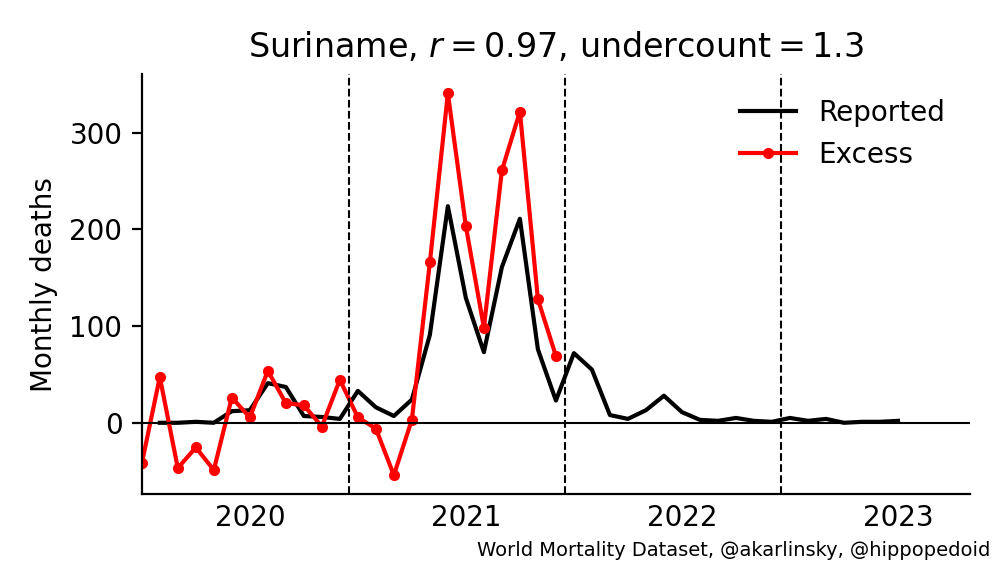 Suriname, r = 0.97, undercount = 1.3
Reported
Excess
Monthly deaths
300
200
100
0
2020 2021 2022 2023
World Mortality Dataset, @akarlinsky, @hippopedoid